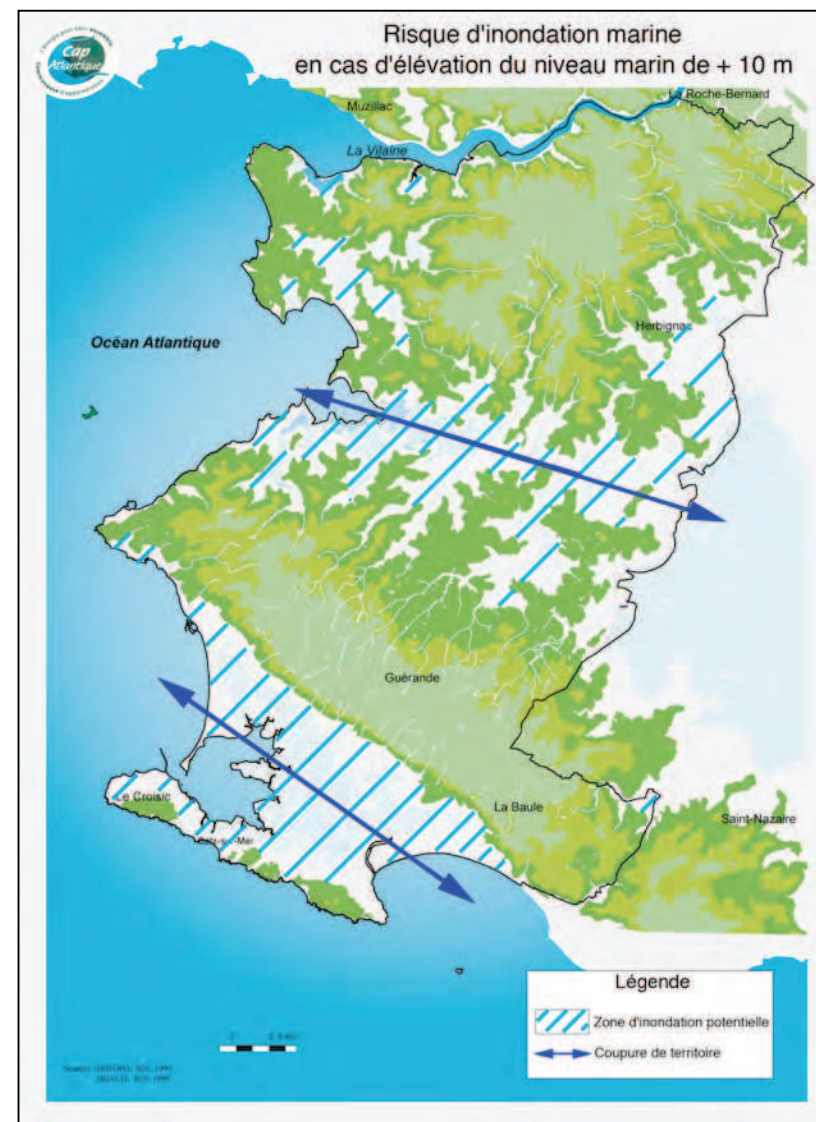 Risque d'inondation marine
en cas d'élévation du niveau marin de + 10 m
Cap
Atlantique
Muzillac
La Roche-Bernard
La Vilaine
Océan Atlantique
Herbignac
Guérande
La Baule
Le Croisic
Saint-Nazaire
Légende
Zone d'inondation potentielle
Coupure de territoire